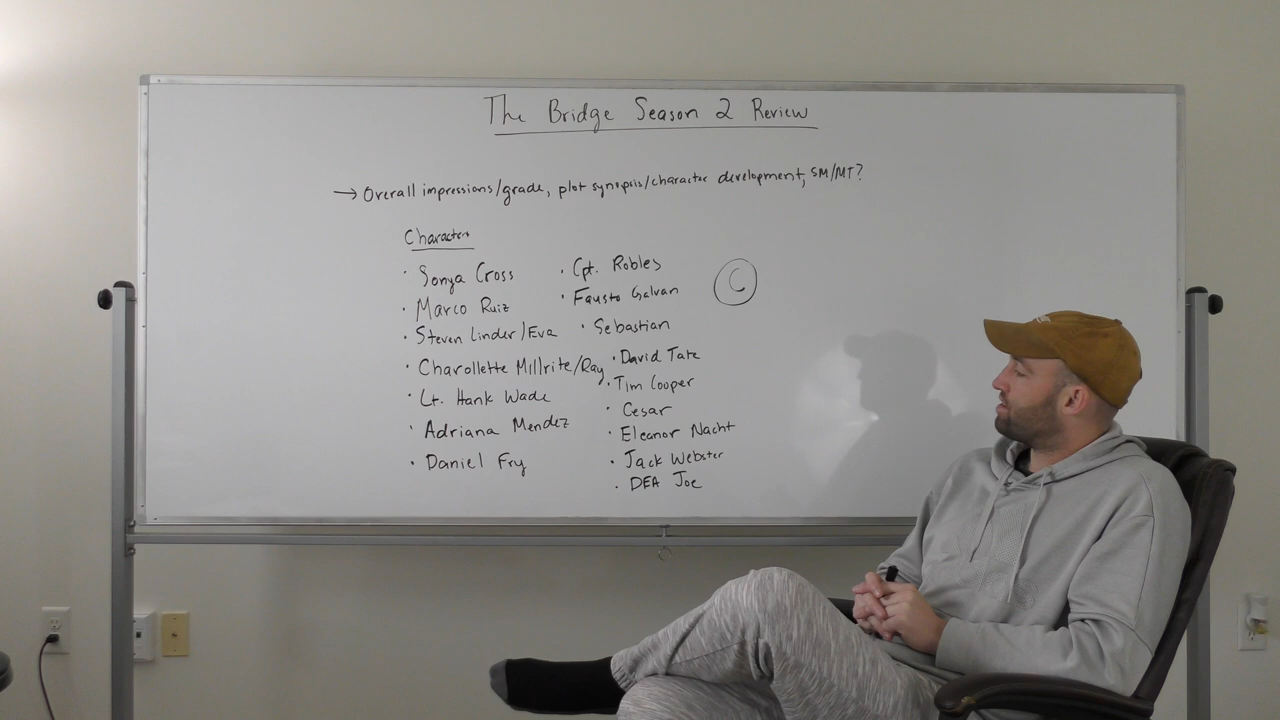 The Bridge Season 2 Review
→ Overall impressions/grade, plot synopsis/character development, SM/MT?
Characters
· Sonya Cross
· Marco Ruiz
· Steven Linder/Eva
· Charollette Millrite/Ray
· Lt. Hank Wade
· Adriana Mendez
· Daniel Fry
· Cpt. Robles
· Fausto Galvan
· Sebastian
· David Tate
· Tim Cooper
· Cesar
· Eleanor Nacht
· Jack Webster
· DEA Joe
C